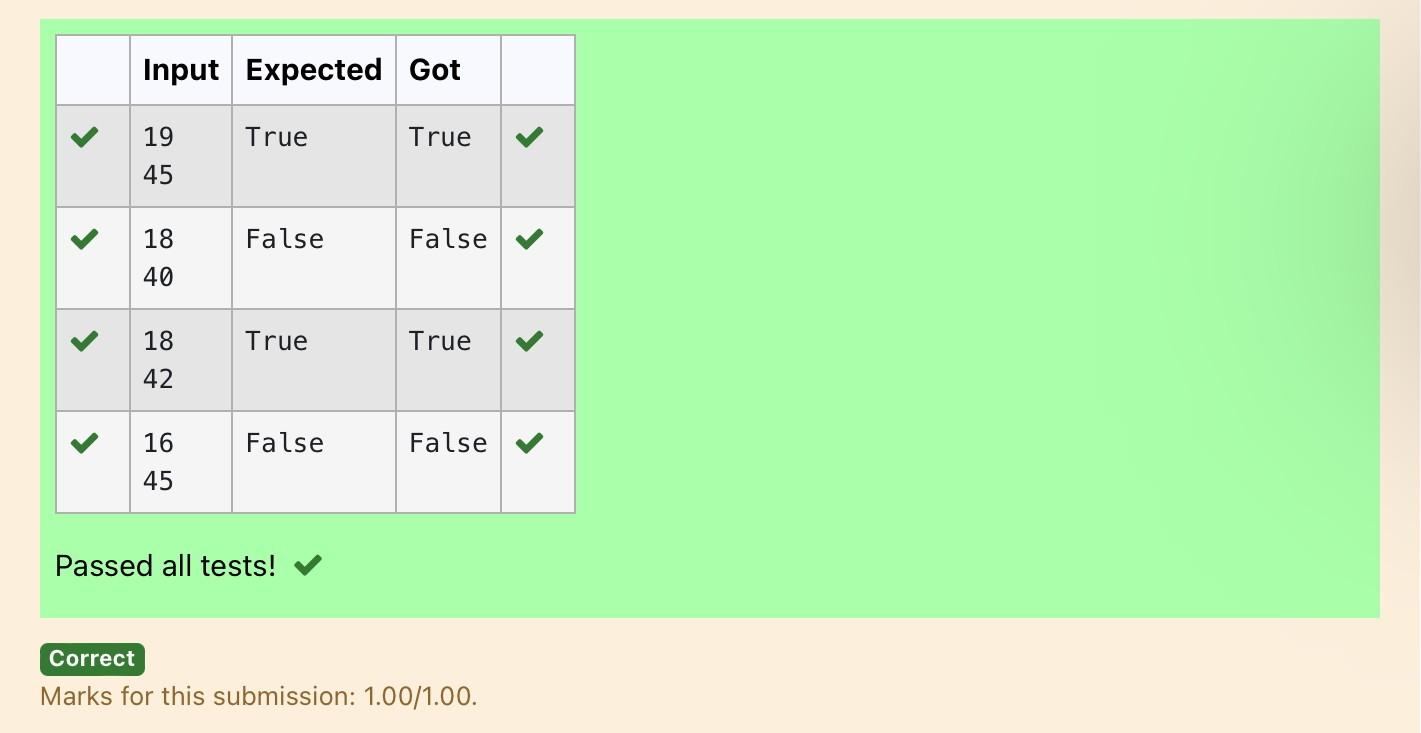 Input Expected Got
19 True True
45
18 False False
40
18 True True
42
16 False False
45
Passed all tests!
Correct
Marks for this submission: 1.00/1.00.